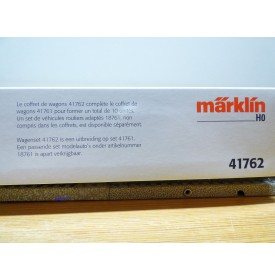 Le coffret de wagons 41762 complète le coffret de
wagons 41761 pour former un total de 10
Un set de véhicules routiers adaptés 18761, non
compris dans les coffrets, est disponible séparément.
Wagenset 41762 is een uitbreiding op set 41761.
Een passende set modelauto's onder artikelnummer
18761 is apart verkrijgbaar.
märklin
H0
41762